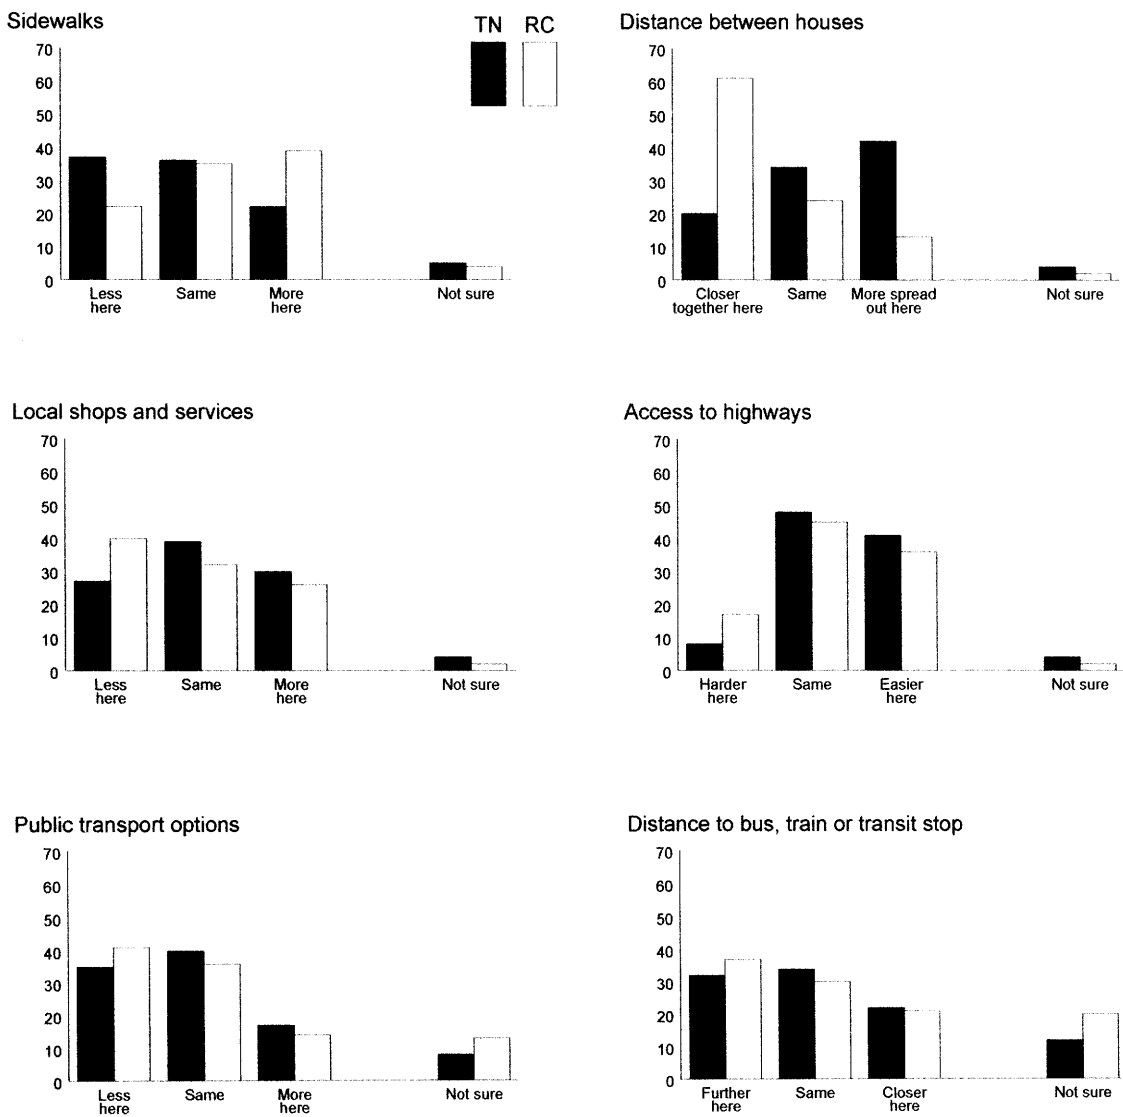 Sidewalks
TN RC
70
60
50
40
30
20
10
0
Less here
Same
More here
Not sure
Distance between houses
70
60
50
40
30
20
10
0
Closer together here
Same
More spread out here
Not sure
Local shops and services
70
60
50
40
30
20
10
0
Less here
Same
More here
Not sure
Access to highways
70
60
50
40
30
20
10
0
Harder here
Same
Easier here
Not sure
Public transport options
70
60
50
40
30
20
10
0
Less here
Same
More here
Not sure
Distance to bus, train or transit stop
70
60
50
40
30
20
10
0
Further here
Same
Closer here
Not sure